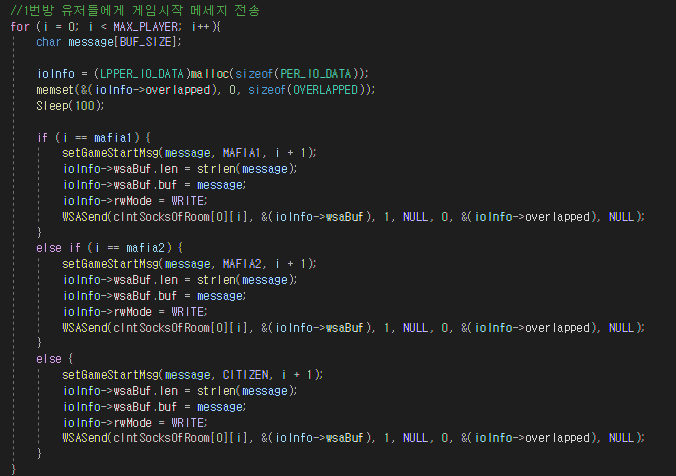 //1번방 유저들에게 게임시작 메세지 전송
for (i = 0; i < MAX_PLAYER; i++){
char message[BUF_SIZE];
ioInfo = (LPPER_IO_DATA)malloc(sizeof(PER_IO_DATA));
memset(&(ioInfo->overlapped), 0, sizeof(OVERLAPPED));
Sleep(100);
if (i == mafia1) {
setGameStartMsg(message, MAFIA1, i + 1);
ioInfo->wsaBuf.len = strlen(message);
ioInfo->wsaBuf.buf = message;
ioInfo->rwMode = WRITE;
WSASend(clntSocksOfRoom[0][i], &(ioInfo->wsaBuf), 1, NULL, 0, &(ioInfo->overlapped), NULL);
}
else if (i == mafia2) {
setGameStartMsg(message, MAFIA2, i + 1);
ioInfo->wsaBuf.len = strlen(message);
ioInfo->wsaBuf.buf = message;
ioInfo->rwMode = WRITE;
WSASend(clntSocksOfRoom[0][i], &(ioInfo->wsaBuf), 1, NULL, 0, &(ioInfo->overlapped), NULL);
}
else {
setGameStartMsg(message, CITIZEN, i + 1);
ioInfo->wsaBuf.len = strlen(message);
ioInfo->wsaBuf.buf = message;
ioInfo->rwMode = WRITE;
WSASend(clntSocksOfRoom[0][i], &(ioInfo->wsaBuf), 1, NULL, 0, &(ioInfo->overlapped), NULL);
}
}